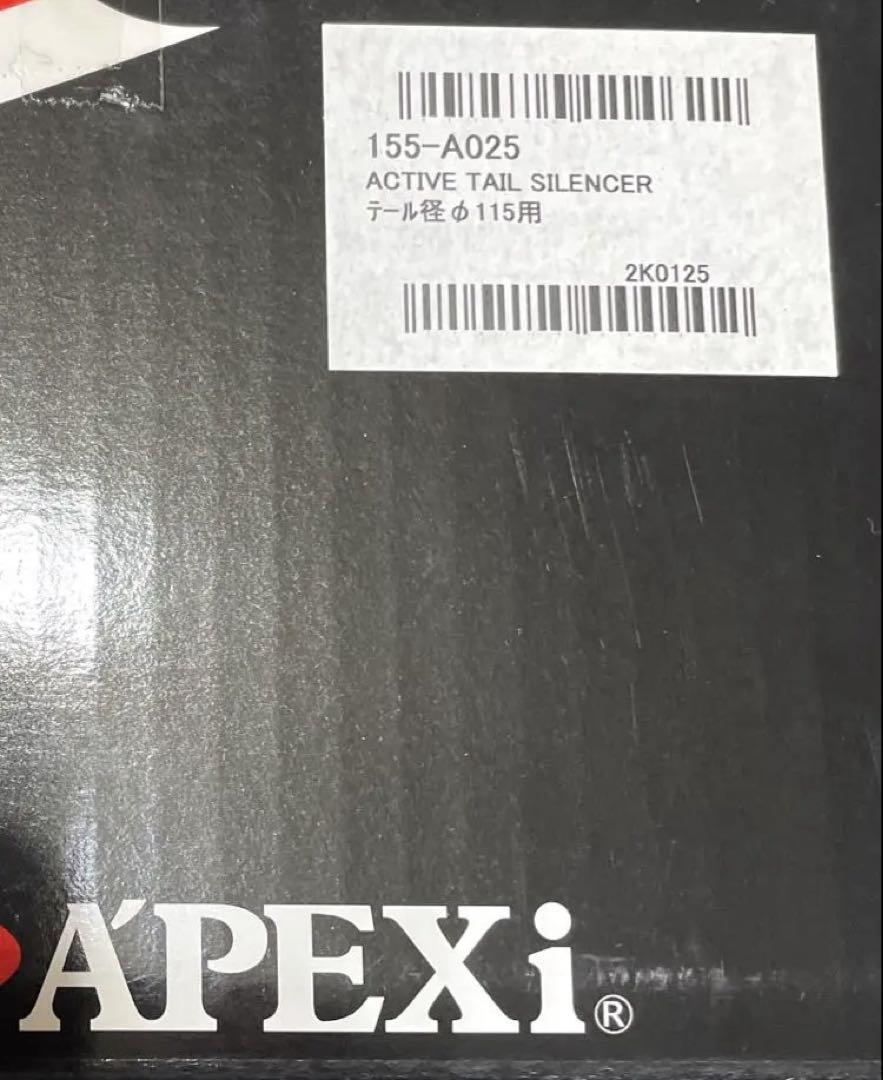 155-A025
ACTIVE TAIL SILENCER
テール径φ115用
2K0125
A'PEXi®